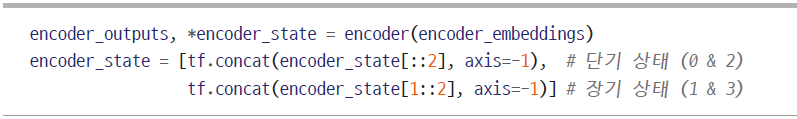 encoder_outputs, *encoder_state = encoder(encoder_embeddings)
encoder_state = [tf.concat(encoder_state[::2], axis=-1),  # 단기 상태 (0 & 2)
                 tf.concat(encoder_state[1::2], axis=-1)] # 장기 상태 (1 & 3)